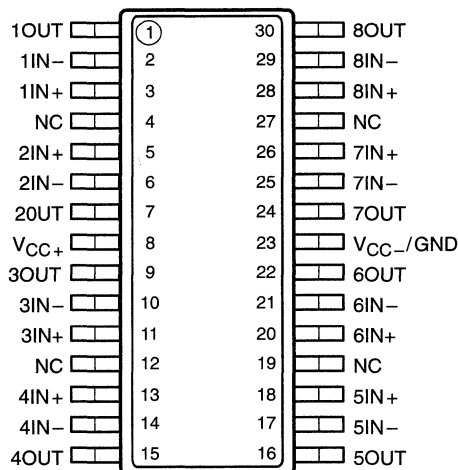 1OUT 1 30 8OUT
1IN− 2 29 8IN−
1IN+ 3 28 8IN+
NC 4 27 NC
2IN+ 5 26 7IN+
2IN− 6 25 7IN−
20UT 7 24 7OUT
VCC+ 8 23 VCC−/GND
3OUT 9 22 6OUT
3IN− 10 21 6IN−
3IN+ 11 20 6IN+
NC 12 19 NC
4IN+ 13 18 5IN+
4IN− 14 17 5IN−
4OUT 15 16 5OUT